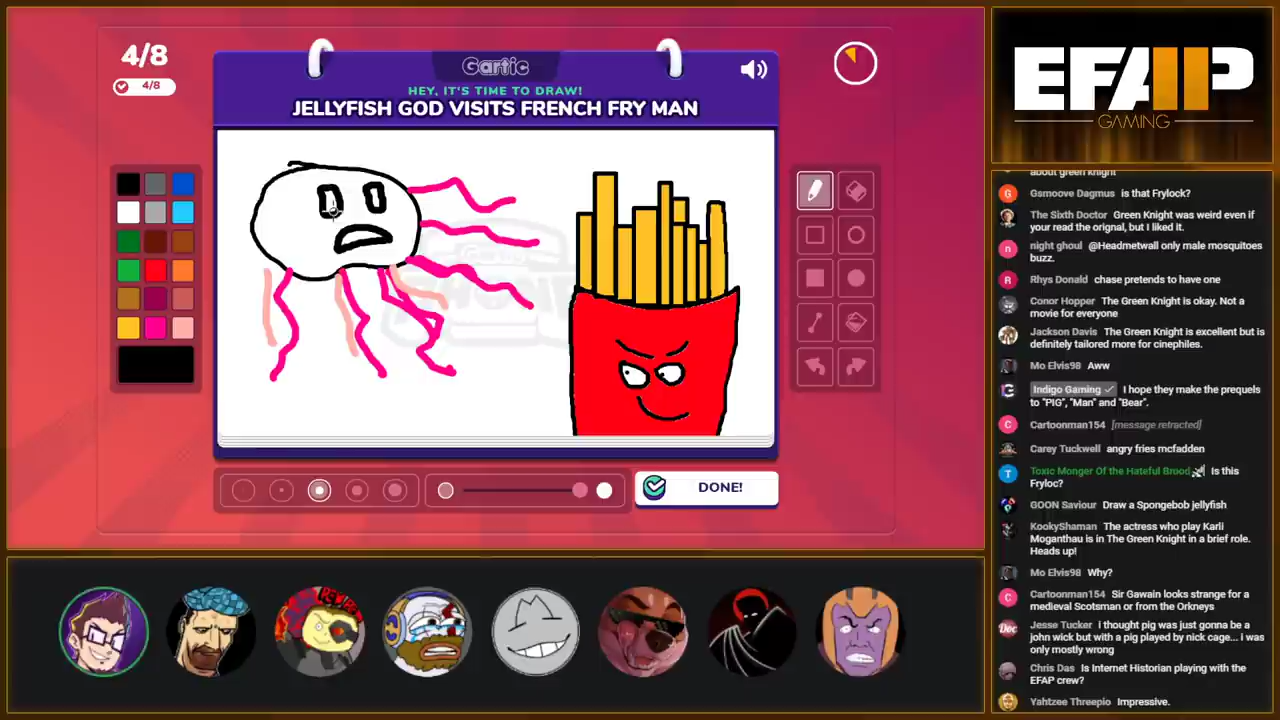 4/8
4/8
Gartic
HEY, IT'S TIME TO DRAW!
JELLYFISH GOD VISITS FRENCH FRY MAN
DONE!
EFAP
GAMING
about green knight
Gsmoove Dagmus is that Frylock?
The Sixth Doctor Green Knight was weird even if
your read the orignal, but I liked it.
night ghoul @Headmetwall only male mosquitoes
buzz.
Rhys Donald chase pretends to have one
Conor Hopper The Green Knight is okay. Not a
movie for everyone
Jackson Davis The Green Knight is excellent but is
definitely tailored more for cinephiles.
Mo Elvis98 Aww
Indigo Gaming I hope they make the prequels
to "PIG", "Man" and "Bear".
Cartoonman154 [message retracted]
Carey Tuckwell angry fries mcfadden
Toxic Monger Of the Hateful Brood Is this
Fryloc?
GOON Saviour Draw a Spongebob jellyfish
KookyShaman The actress who play Karli
Moganthau is in The Green Knight in a brief role.
Heads up!
Mo Elvis98 Why?
Cartoonman154 Sir Gawain looks strange for a
medieval Scotsman or from the Orkneys
Jesse Tucker i thought pig was just gonna be a
john wick but with a pig played by nick cage... i was
only mostly wrong
Chris Das Is Internet Historian playing with the
EFAP crew?
Yahtzee Threepio Impressive.